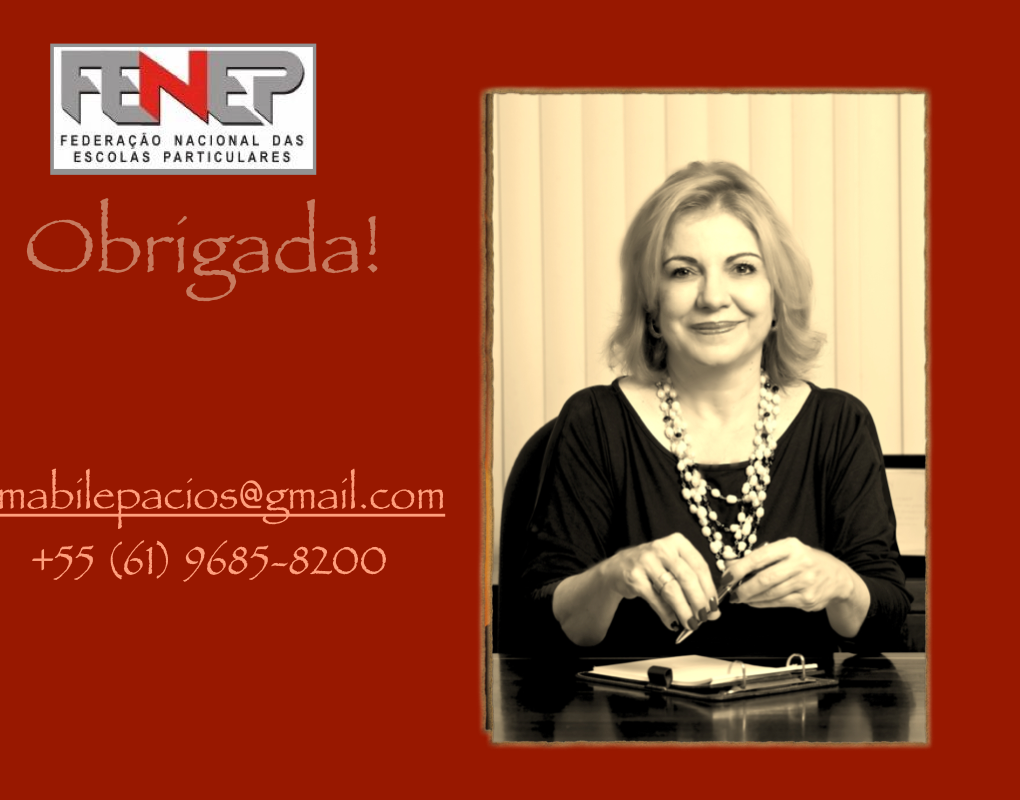 FENEP
FEDERAÇÃO NACIONAL DAS
ESCOLAS PARTICULARES
Obrigada!
mabilepacios@gmail.com
+55 (61) 9685-8200